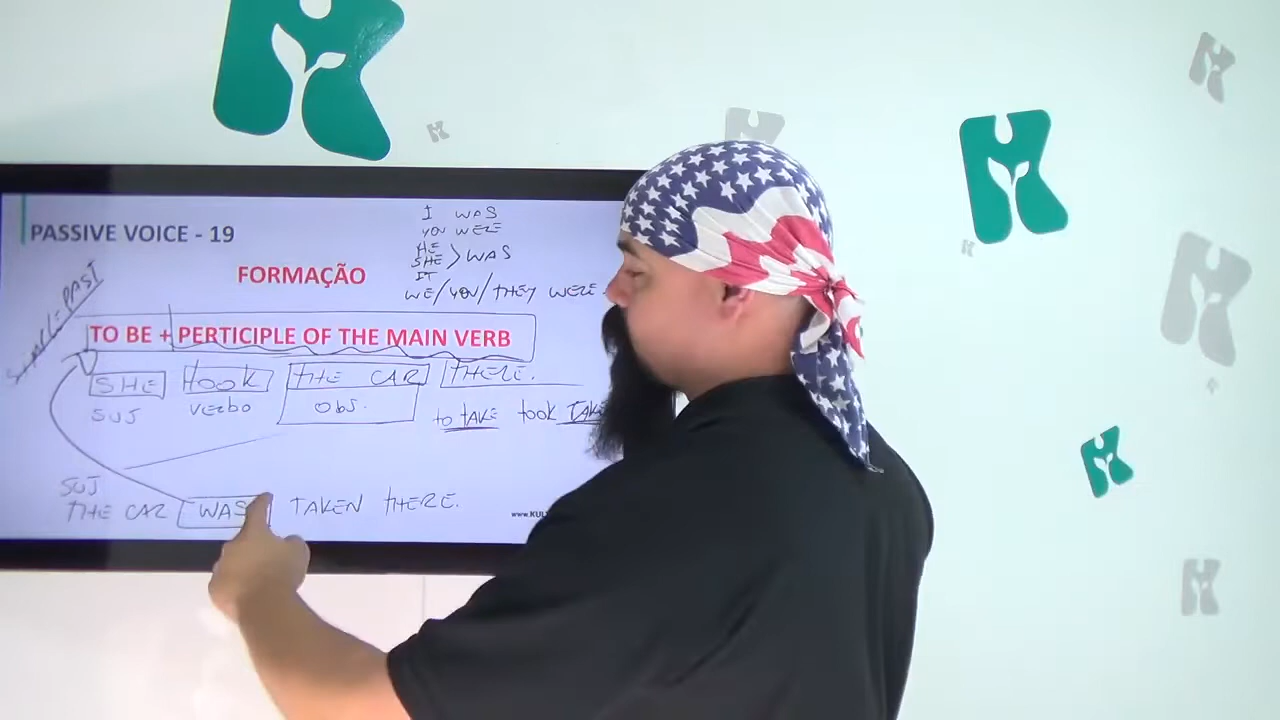 I WAS
YOU WERE
HE
SHE > WAS
IT
WE/YOU/THEY WERE
PASSIVE VOICE - 19
FORMAÇÃO
SIMPLE PAST
TO BE + PERTICIPLE OF THE MAIN VERB
SHE TOOK THE CAR THERE.
SUJ verbo Obj.
to TAKE took TAKE
SUJ
THE CAR WAS TAKEN THERE.